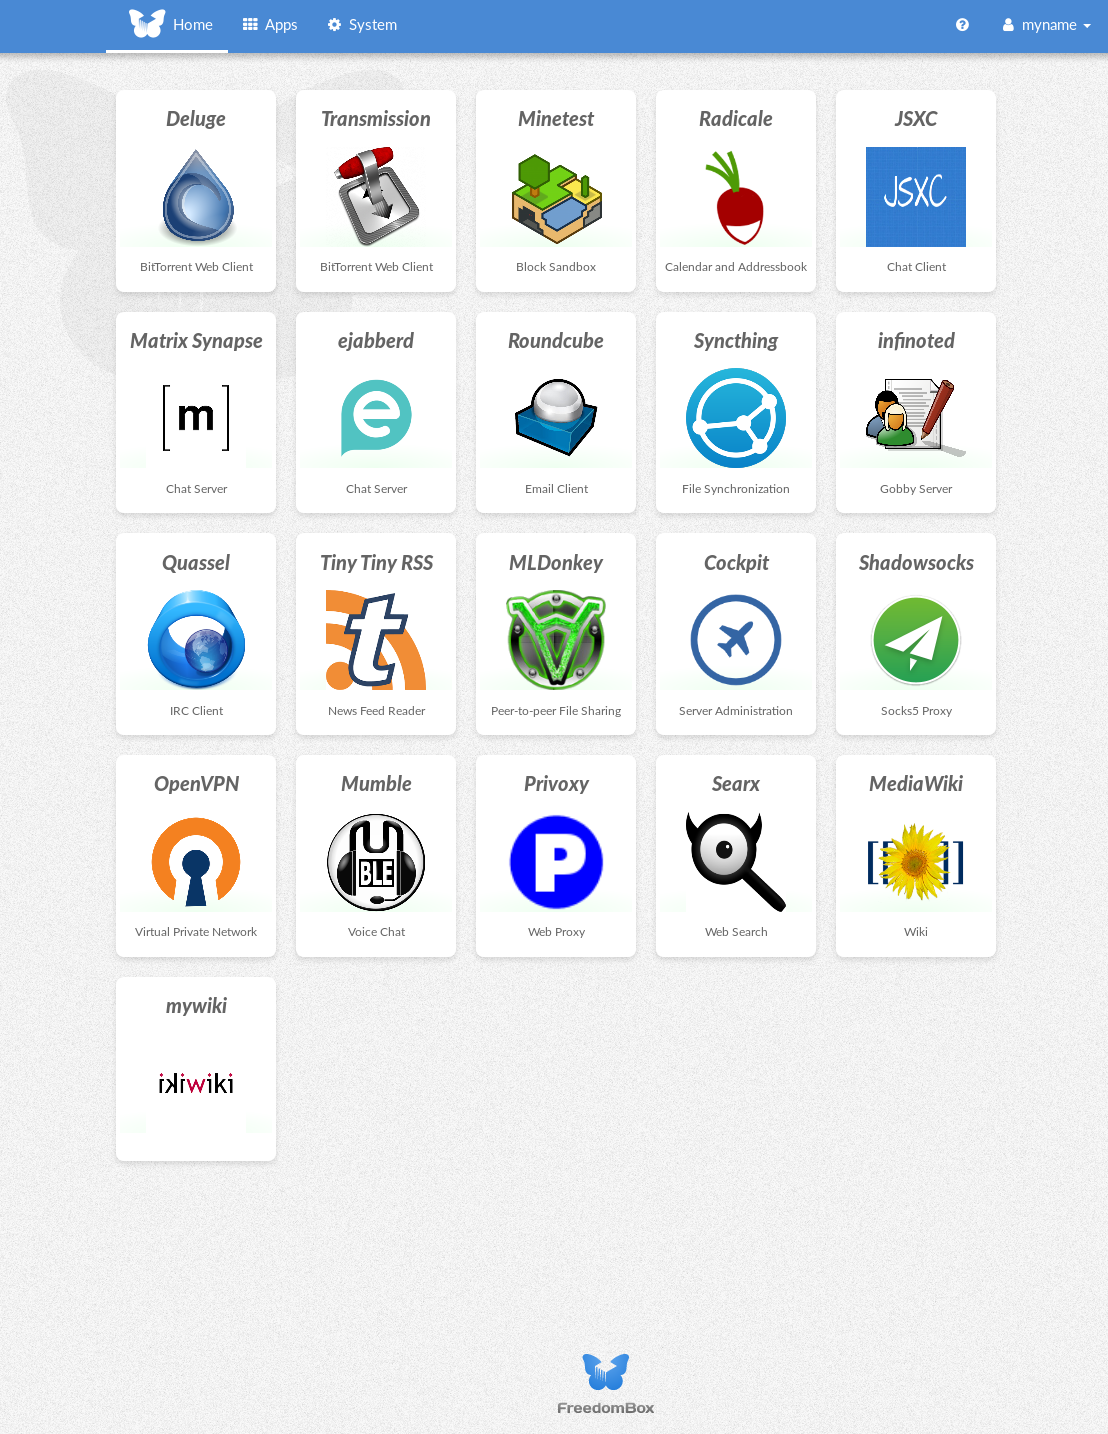 Home Apps System myname
Deluge Transmission Minetest Radicale JSXC
JSXC
BitTorrent Web Client BitTorrent Web Client Block Sandbox Calendar and Addressbook Chat Client
Matrix Synapse ejabberd Roundcube Syncthing infinoted
[m] e
Chat Server Chat Server Email Client File Synchronization Gobby Server
Quassel Tiny Tiny RSS MLDonkey Cockpit Shadowsocks
t
IRC Client News Feed Reader Peer-to-peer File Sharing Server Administration Socks5 Proxy
OpenVPN Mumble Privoxy Searx MediaWiki
BLE P [[ ]]
Virtual Private Network Voice Chat Web Proxy Web Search Wiki
mywiki
ikiwiki
FreedomBox